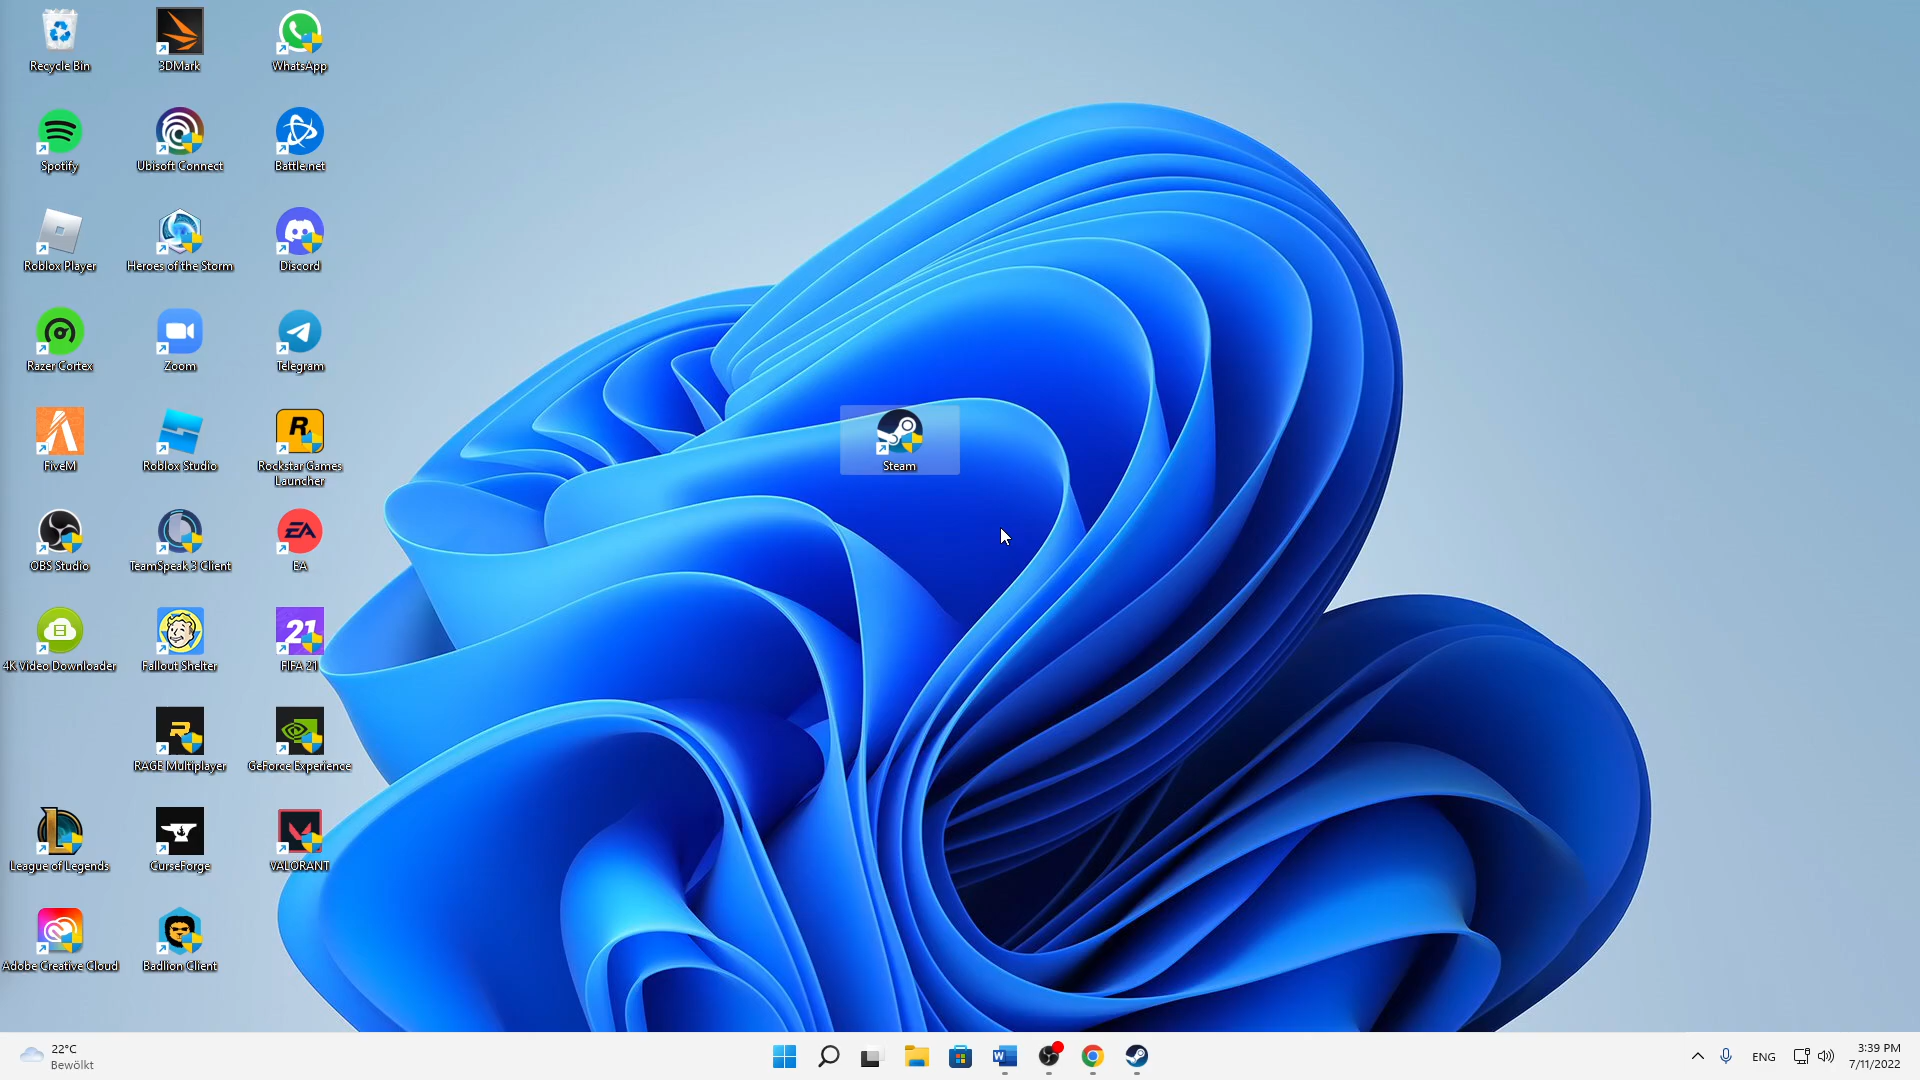 Recycle Bin
3DMark
WhatsApp
Spotify
Ubisoft Connect
Battle.net
Roblox Player
Heroes of the Storm
Discord
Razer Cortex
Zoom
Telegram
FiveM
Roblox Studio
R
Rockstar Games
Launcher
Steam
OBS Studio
TeamSpeak 3 Client
EA
EA
4K Video Downloader
Fallout Shelter
21
FIFA 21
R
RAGE Multiplayer
GeForce Experience
League of Legends
CurseForge
VALORANT
Adobe Creative Cloud
Badlion Client
22°C
Bewölkt
W
ENG
3:39 PM
7/11/2022